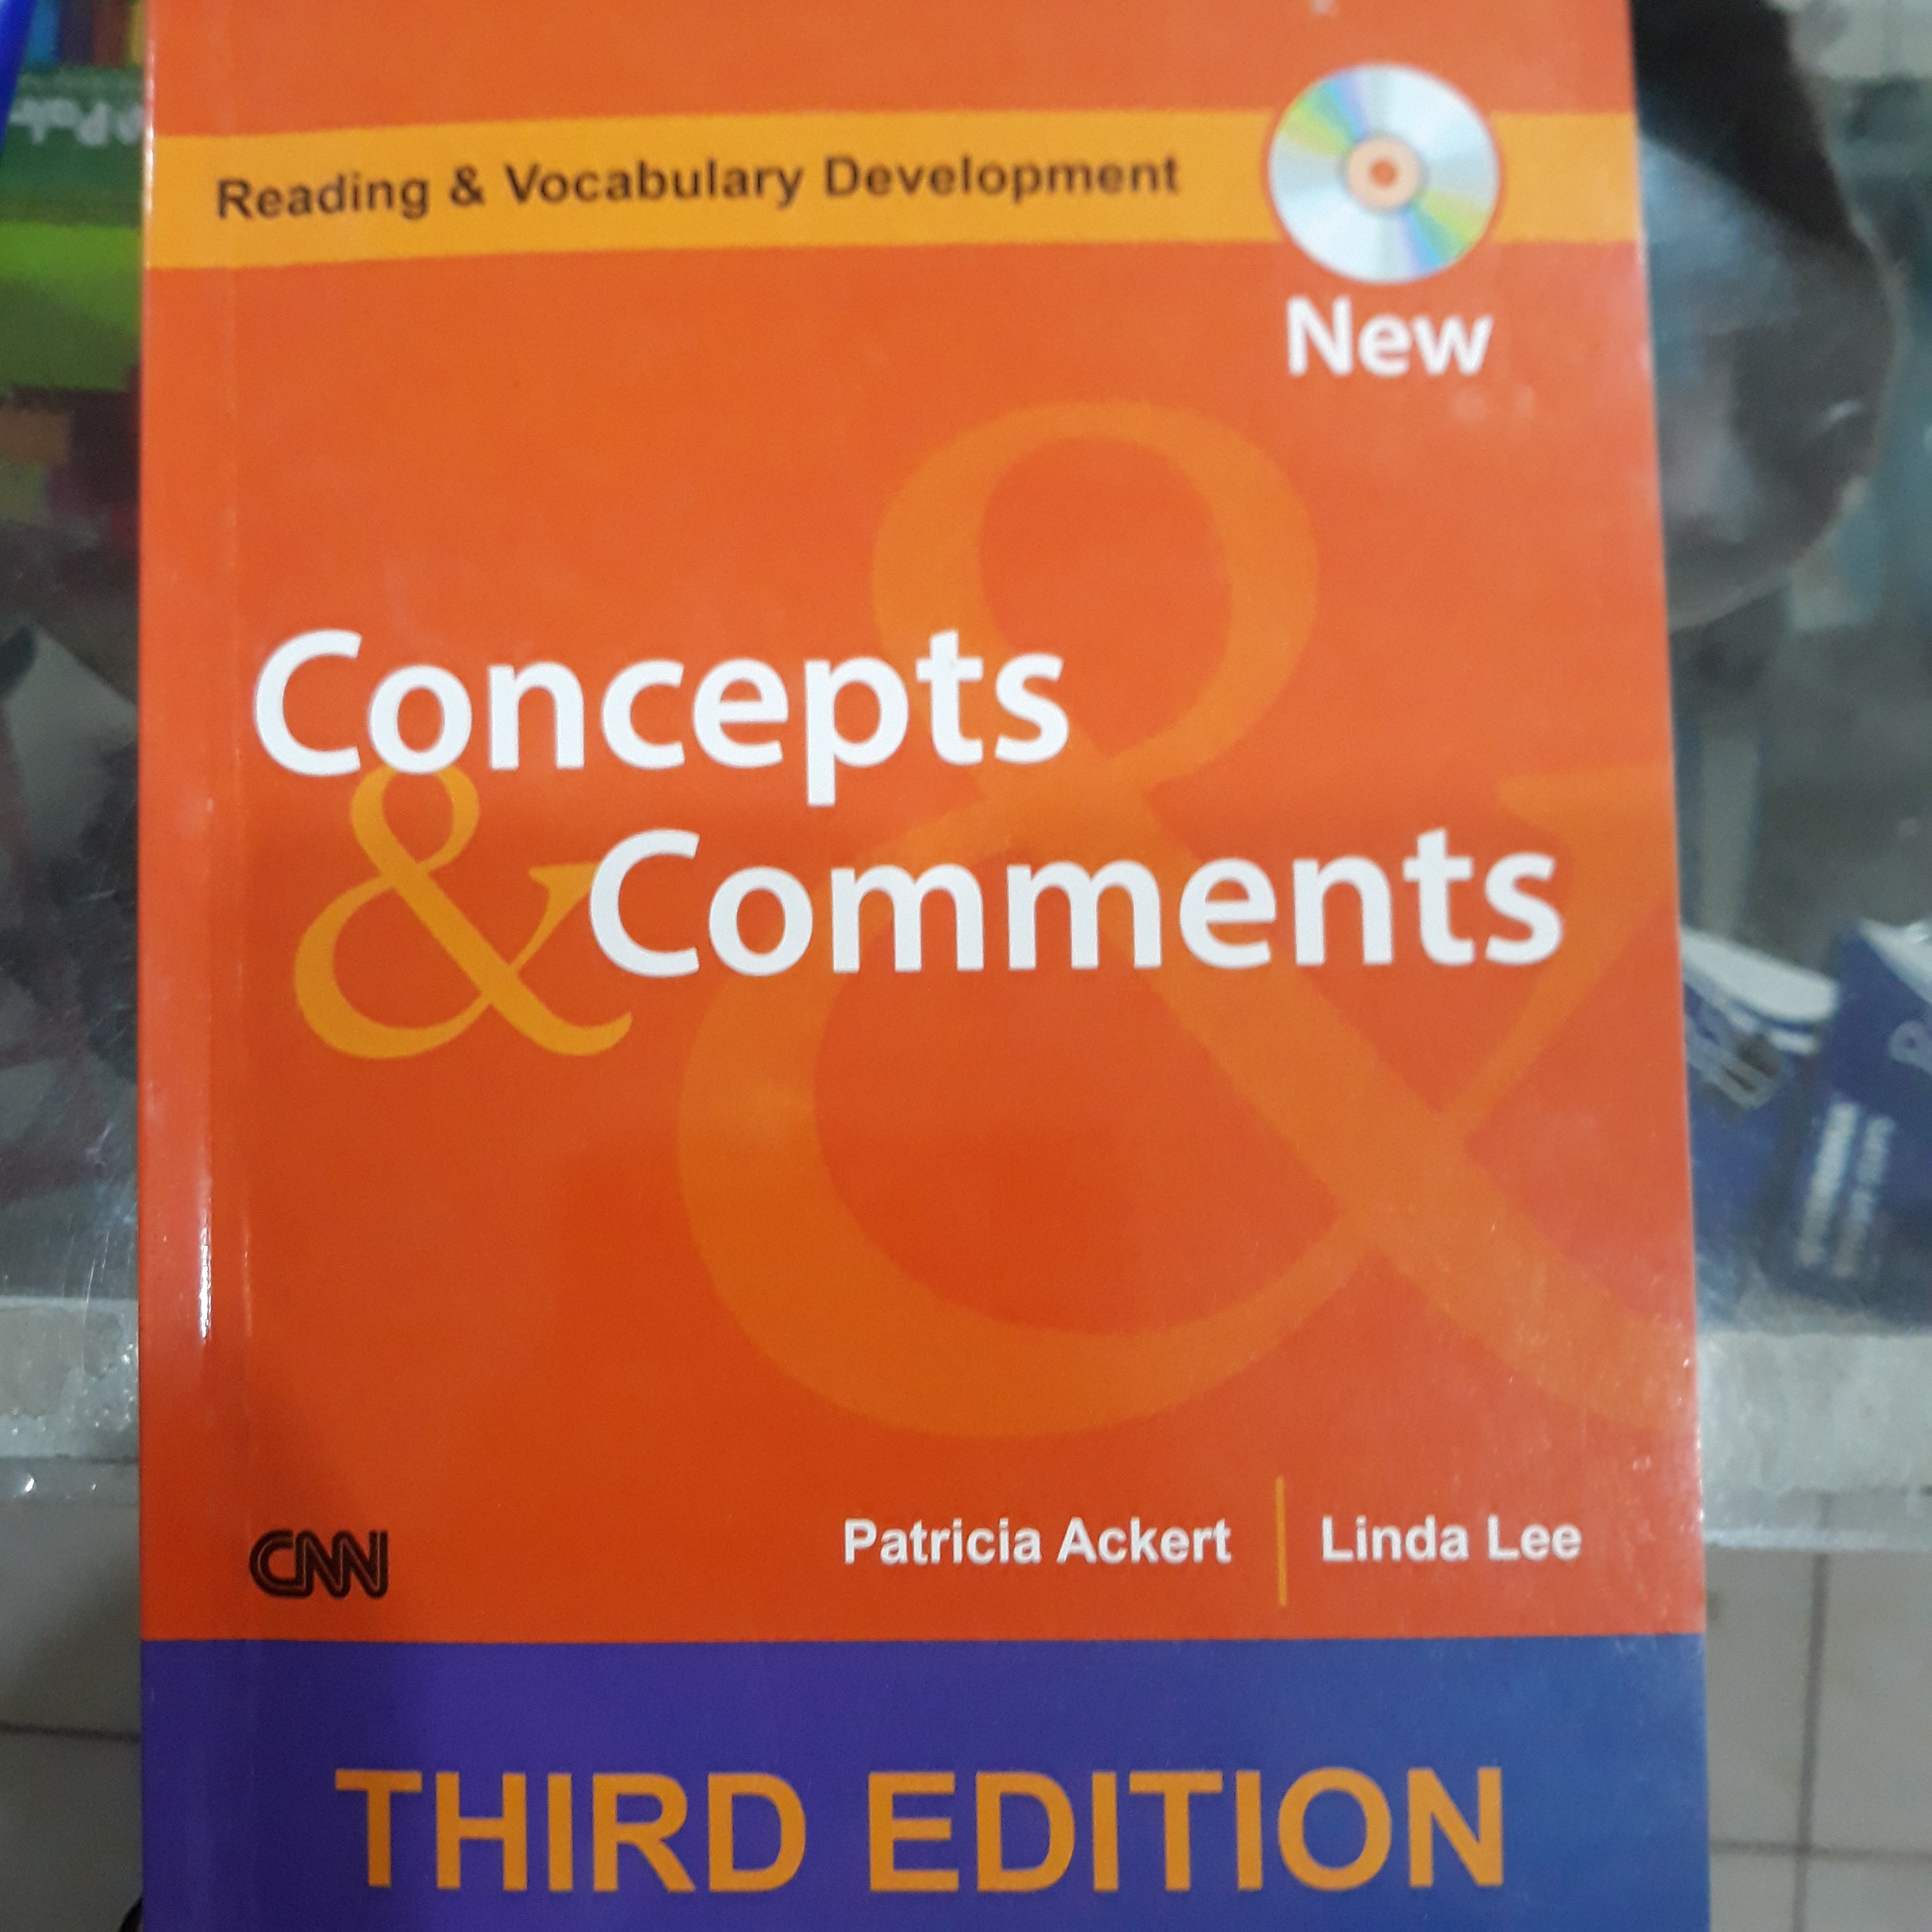 Reading & Vocabulary Development
New
Concepts
& Comments
CNN
Patricia Ackert | Linda Lee
THIRD EDITION